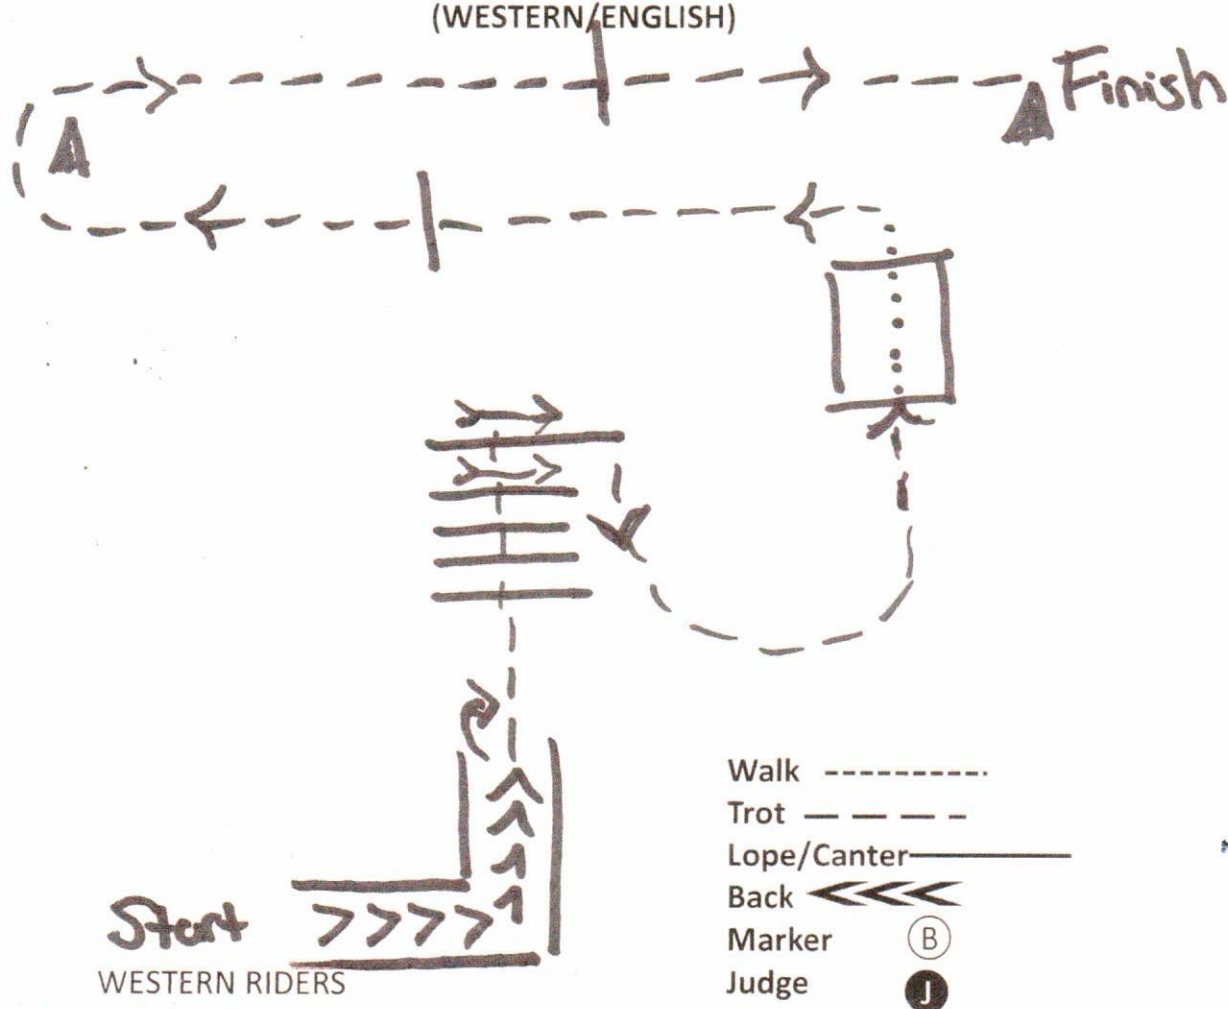 (WESTERN/ENGLISH)
Finish
Walk
Trot
Lope/Canter
Back
Marker B
Judge J
Start
WESTERN RIDERS